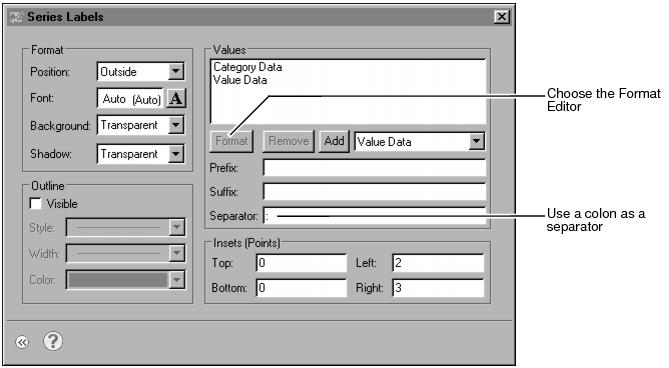 Series Labels
Format
Position: Outside
Font: Auto (Auto) A
Background: Transparent
Shadow: Transparent
Outline
Visible
Style:
Width:
Color:
Values
Category Data
Value Data
Format Remove Add Value Data
Prefix:
Suffix:
Separator: :
Insets (Points)
Top: 0 Left: 2
Bottom: 0 Right: 3
?
Choose the Format
Editor
Use a colon as a
separator